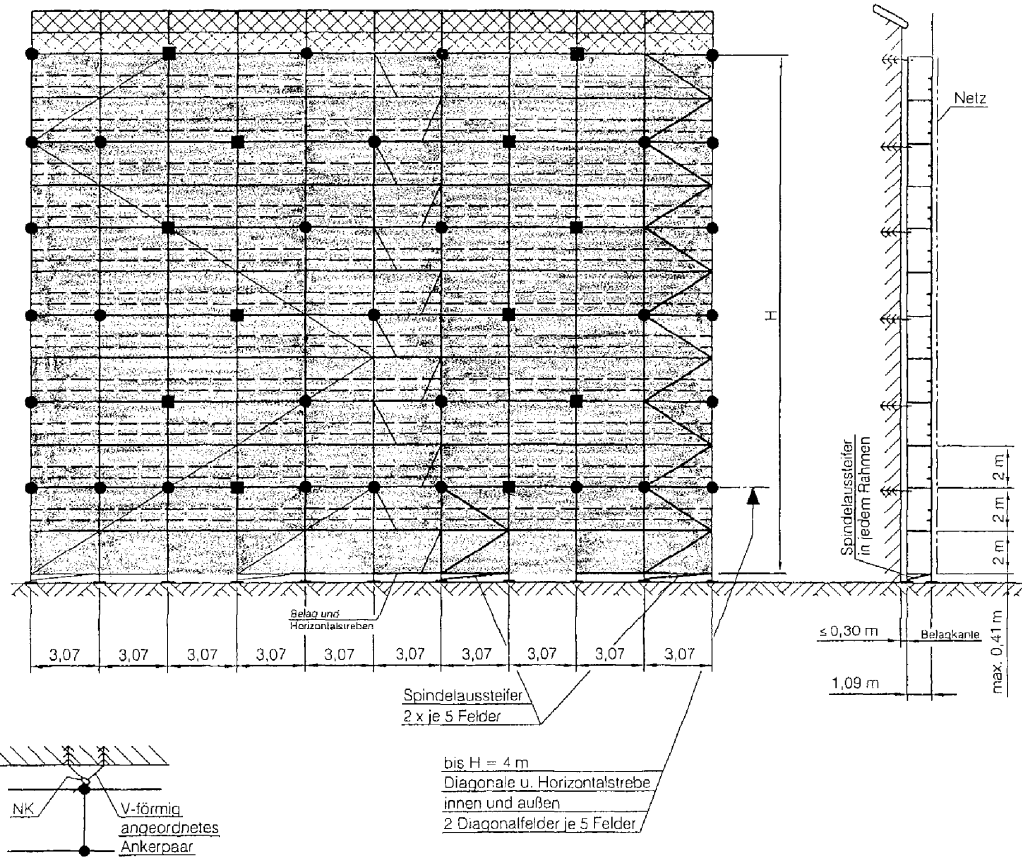 Netz
H
Spindelaussteifer
in jedem Rahmen
2 m
2 m
2 m
max. 0,41 m
≤ 0,30 m
Belagkante
1,09 m
Belag und
Horizontalstreben
3,07 3,07 3,07 3,07 3,07 3,07 3,07 3,07 3,07 3,07
Spindelaussteifer
2 x je 5 Felder
bis H = 4 m
Diagonale u. Horizontalstrebe
innen und außen
2 Diagonalfelder je 5 Felder
NK
V-förmig
angeordnetes
Ankerpaar